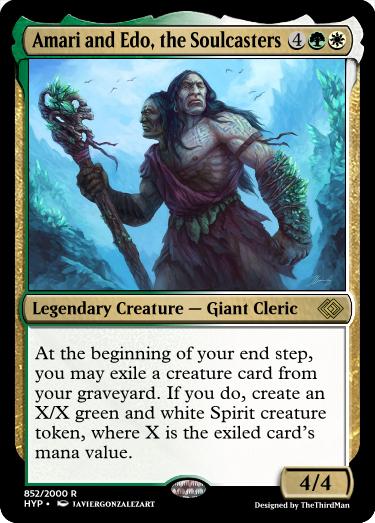 Amari and Edo, the Soulcasters 4
Legendary Creature — Giant Cleric
At the beginning of your end step,
you may exile a creature card from
your graveyard. If you do, create an
X/X green and white Spirit creature
token, where X is the exiled card's
mana value.
4/4
852/2000 R
HYP • JAVIERGONZALEZART
Designed by TheThirdMan